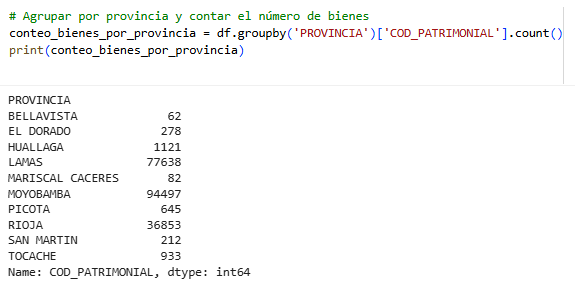 # Agrupar por provincia y contar el número de bienes
conteo_bienes_por_provincia = df.groupby('PROVINCIA')['COD_PATRIMONIAL'].count()
print(conteo_bienes_por_provincia)
PROVINCIA
BELLAVISTA 62
EL DORADO 278
HUALLAGA 1121
LAMAS 77638
MARISCAL CACERES 82
MOYOBAMBA 94497
PICOTA 645
RIOJA 36853
SAN MARTIN 212
TOCACHE 933
Name: COD_PATRIMONIAL, dtype: int64